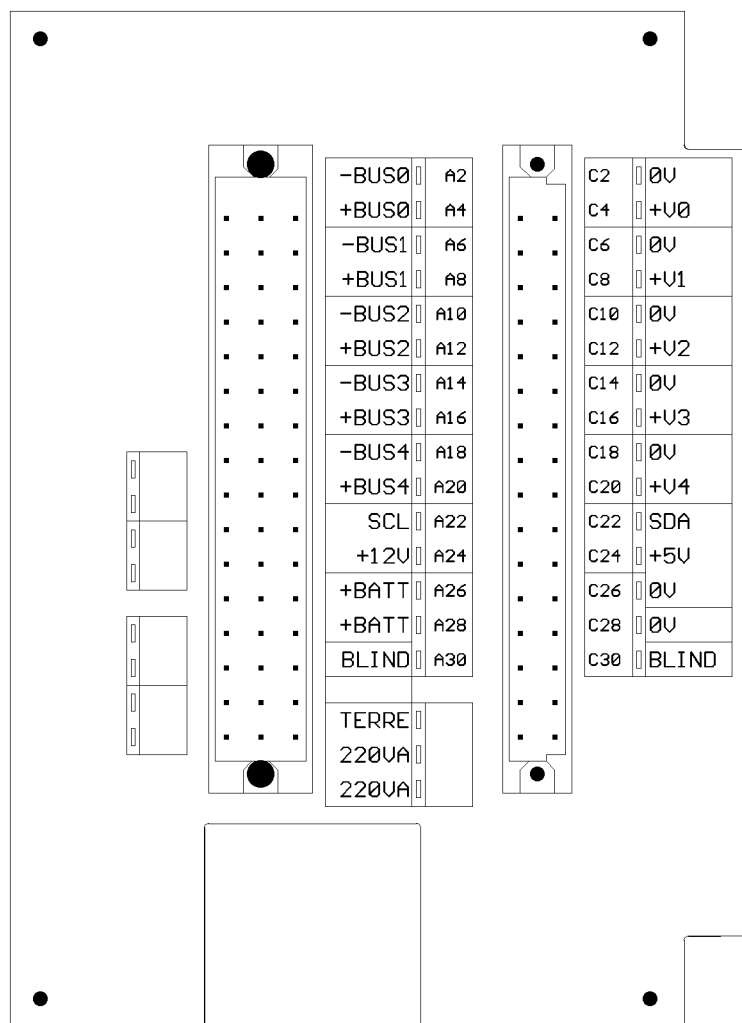 -BUS0 A2 C2 0V
+BUS0 A4 C4 +V0
-BUS1 A6 C6 0V
+BUS1 A8 C8 +V1
-BUS2 A10 C10 0V
+BUS2 A12 C12 +V2
-BUS3 A14 C14 0V
+BUS3 A16 C16 +V3
-BUS4 A18 C18 0V
+BUS4 A20 C20 +V4
SCL A22 C22 SDA
+12V A24 C24 +5V
+BATT A26 C26 0V
+BATT A28 C28 0V
BLIND A30 C30 BLIND
TERRE
220VA
220VA